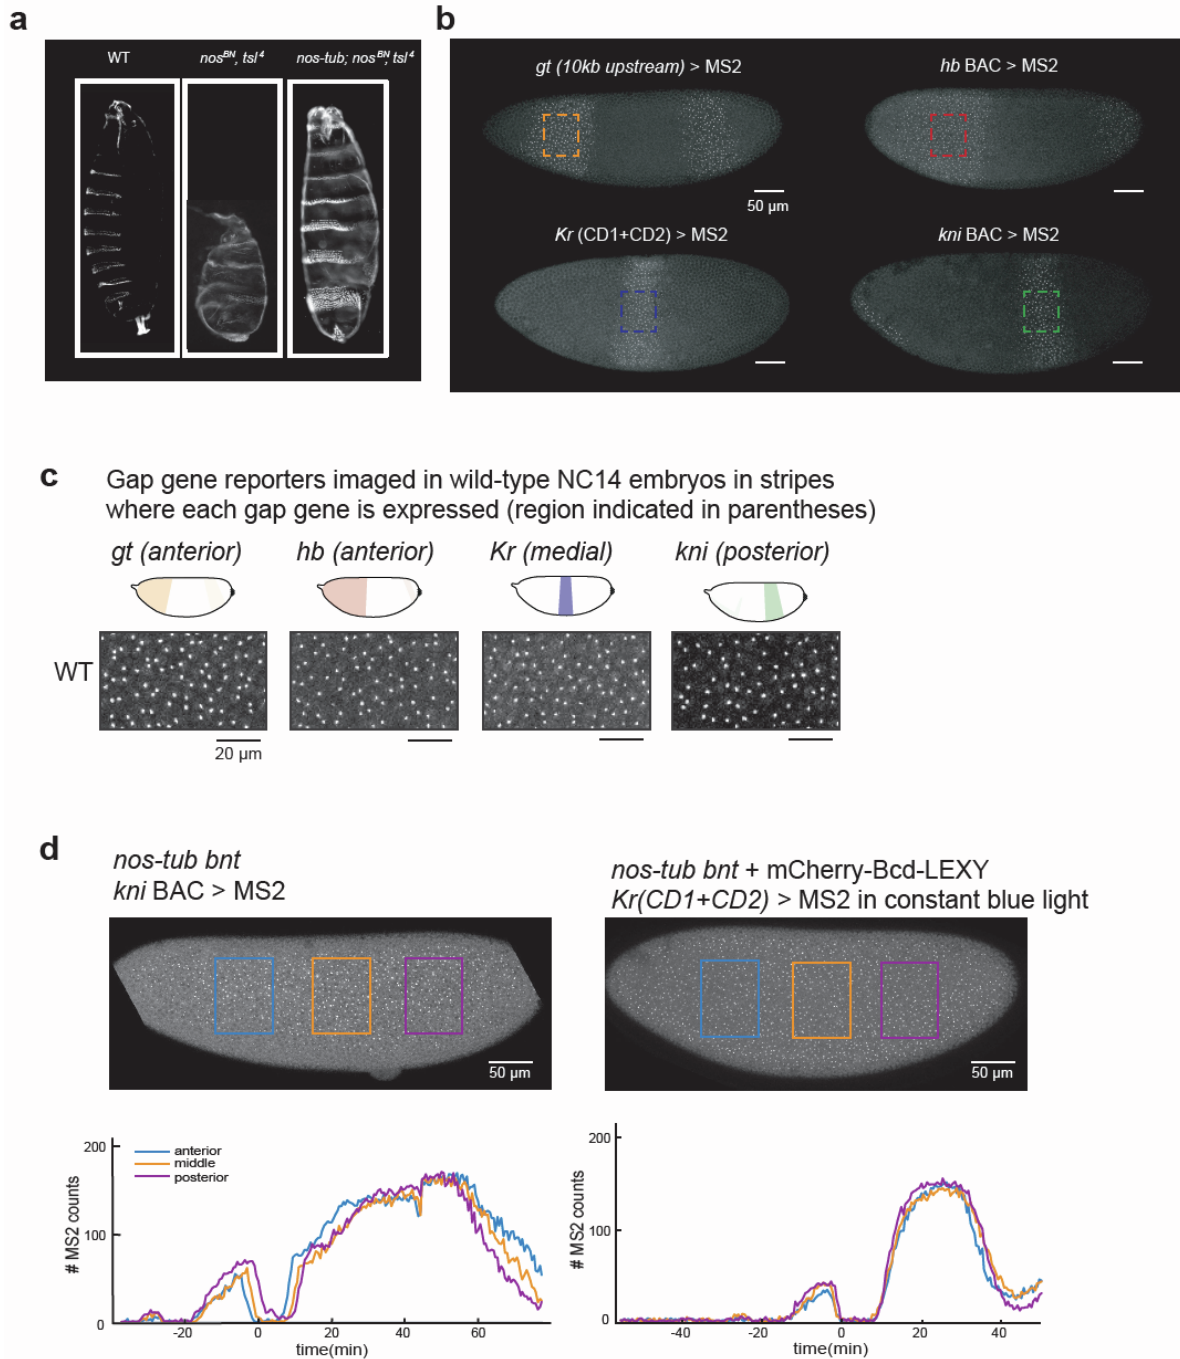 a
WT
nos^BN, tsl^4
nos-tub; nos^BN, tsl^4
b
gt (10kb upstream) > MS2
hb BAC > MS2
50 µm
Kr (CD1+CD2) > MS2
kni BAC > MS2
c
Gap gene reporters imaged in wild-type NC14 embryos in stripes
where each gap gene is expressed (region indicated in parentheses)
gt (anterior)
hb (anterior)
Kr (medial)
kni (posterior)
WT
20 µm
d
nos-tub bnt
kni BAC > MS2
50 µm
nos-tub bnt + mCherry-Bcd-LEXY
Kr(CD1+CD2) > MS2 in constant blue light
50 µm
# MS2 counts
200
100
0
anterior
middle
posterior
-20
0
20
40
60
time(min)
# MS2 counts
200
100
0
-40
-20
0
20
40
time(min)